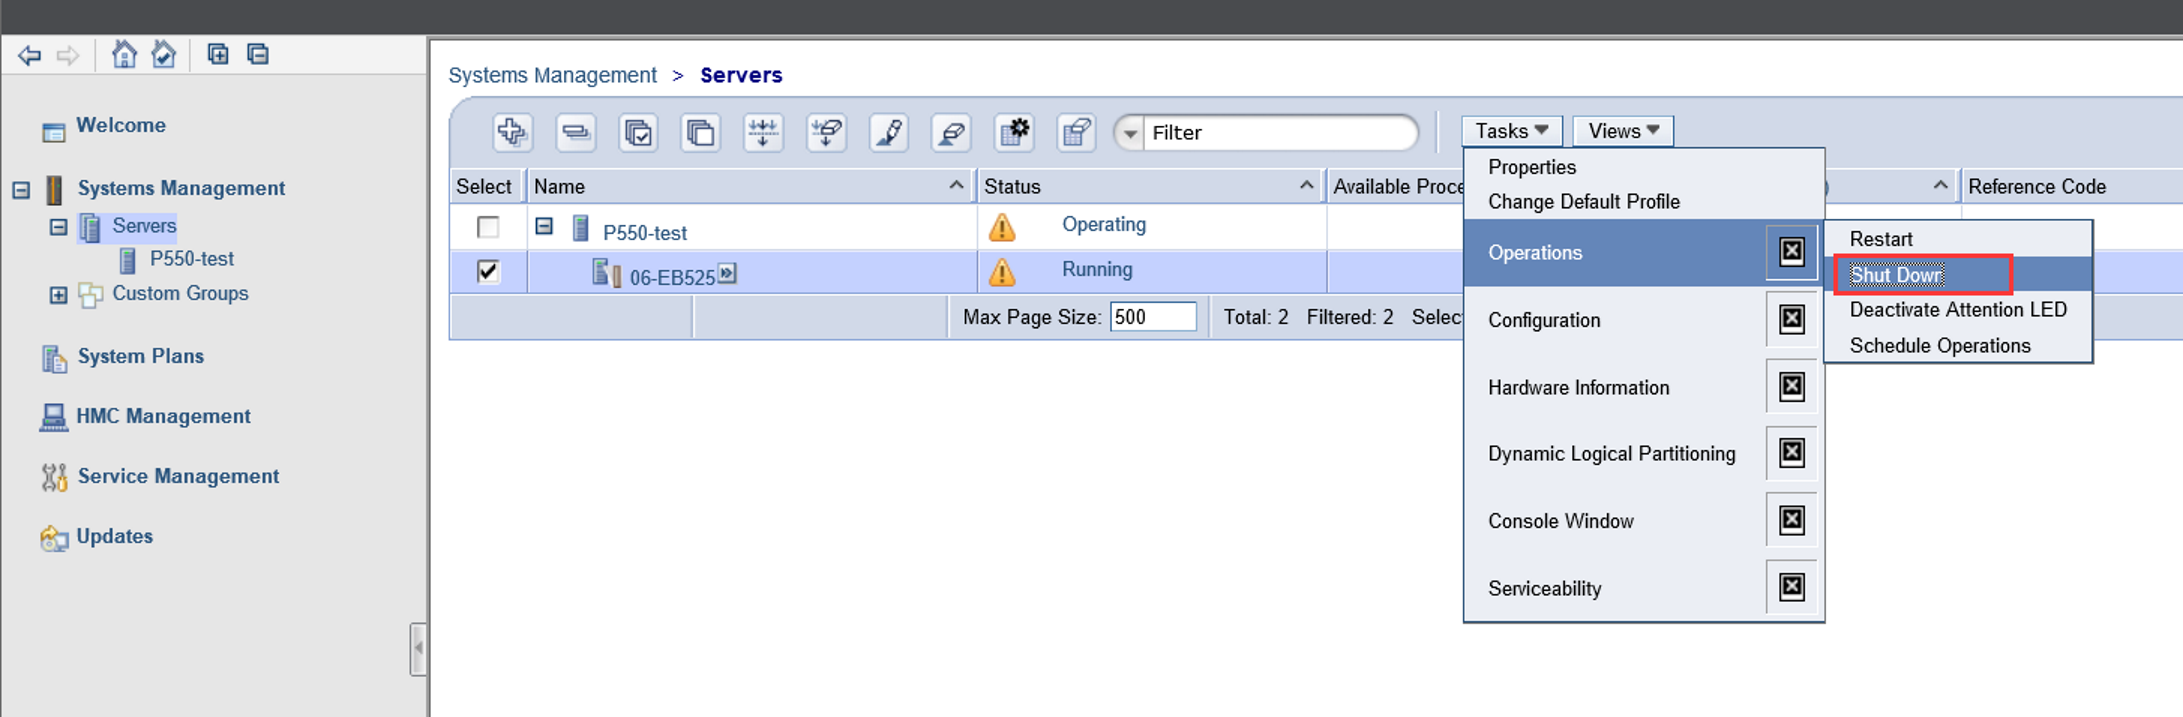 Systems Management > Servers
Welcome
Systems Management
Servers
P550-test
Custom Groups
System Plans
HMC Management
Service Management
Updates
Filter
Tasks
Views
Select
Name
Status
Available Proce
Reference Code
P550-test
Operating
06-EB525
Running
Max Page Size: 500
Total: 2 Filtered: 2 Selec
Properties
Change Default Profile
Operations
Configuration
Hardware Information
Dynamic Logical Partitioning
Console Window
Serviceability
Restart
Shut Down
Deactivate Attention LED
Schedule Operations